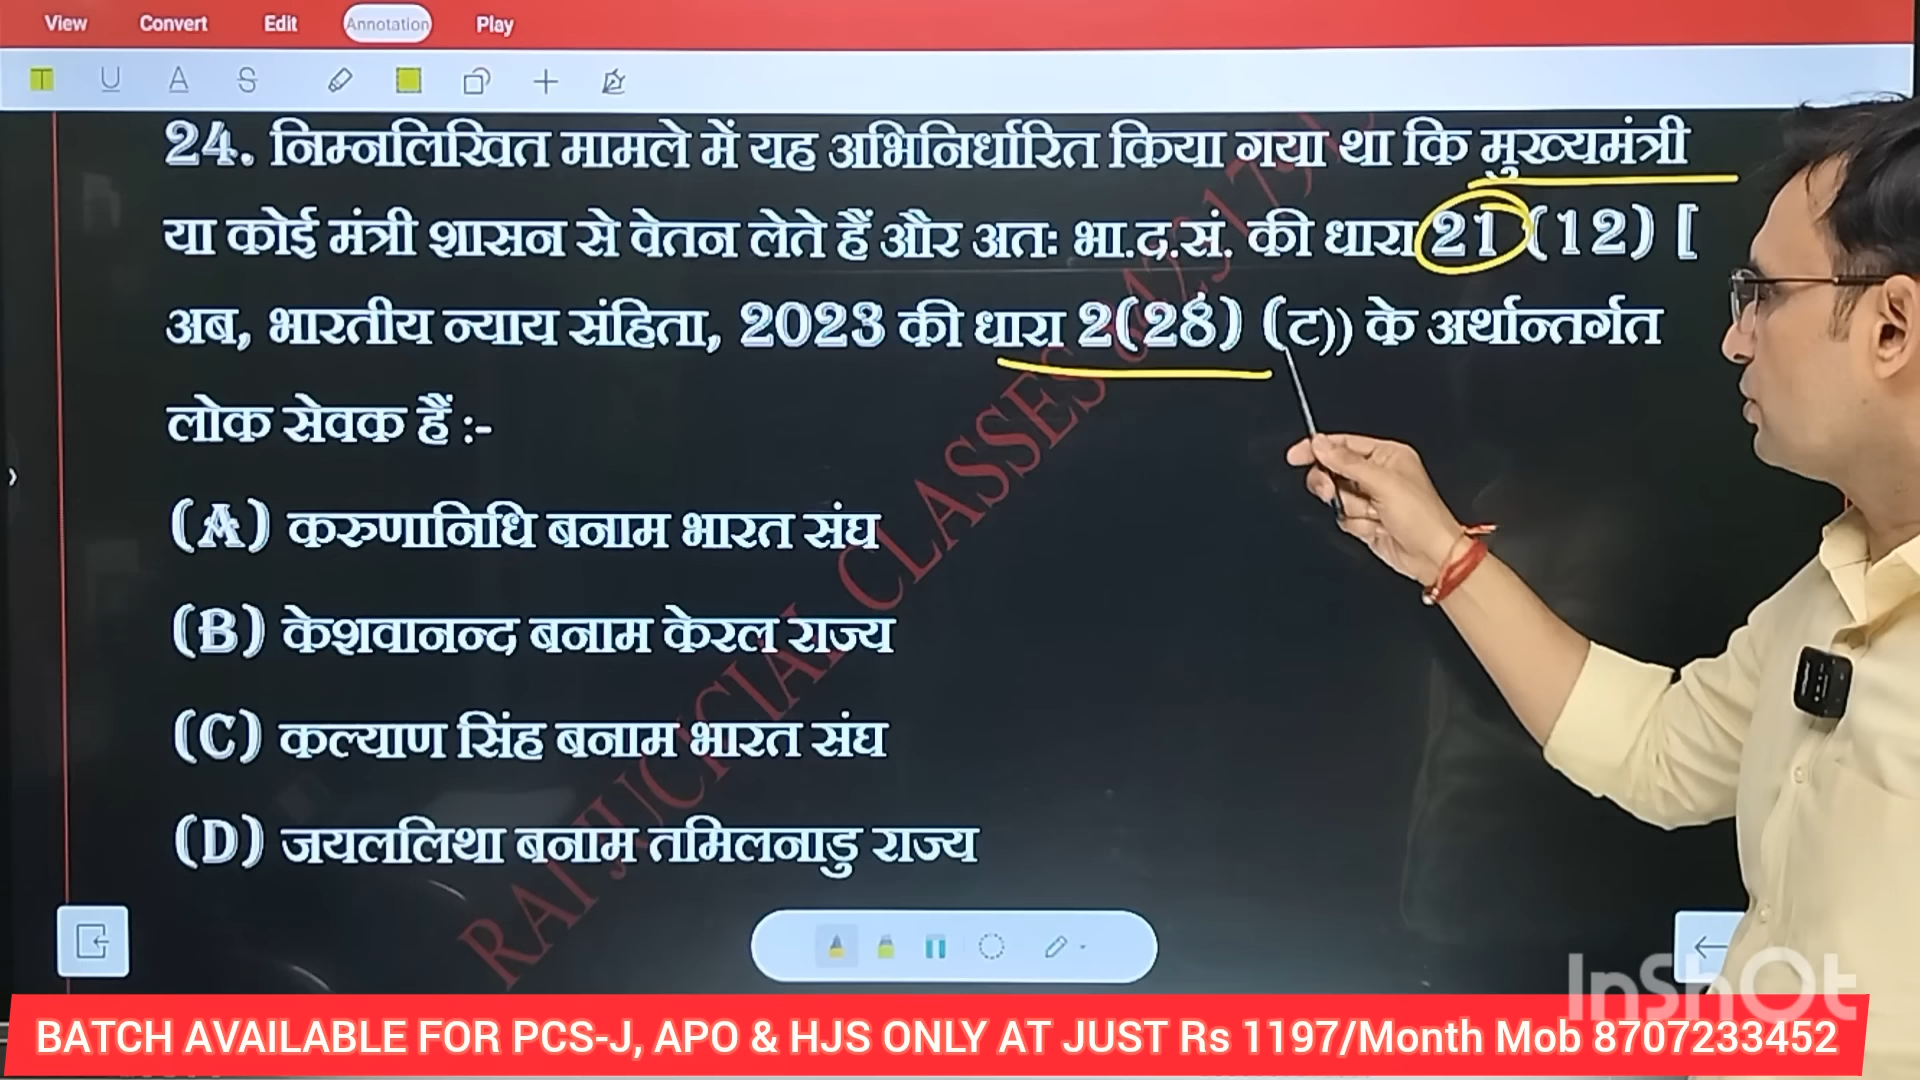 View Convert Edit Annotation Play
T U A S
24. निम्नलिखित मामले में यह अभिनिर्धारित किया गया था कि मुख्यमंत्री
या कोई मंत्री शासन से वेतन लेते हैं और अतः भा.द.सं. की धारा 21 (12) [
अब, भारतीय न्याय संहिता, 2023 की धारा 2(28) (ट)) के अर्थान्तर्गत
लोक सेवक हैं :-
(A) करुणानिधि बनाम भारत संघ
(B) केशवानन्द बनाम केरल राज्य
(C) कल्याण सिंह बनाम भारत संघ
(D) जयललिथा बनाम तमिलनाडु राज्य
CLASSES
InShOt
BATCH AVAILABLE FOR PCS-J, APO & HJS ONLY AT JUST Rs 1197/Month Mob 8707233452